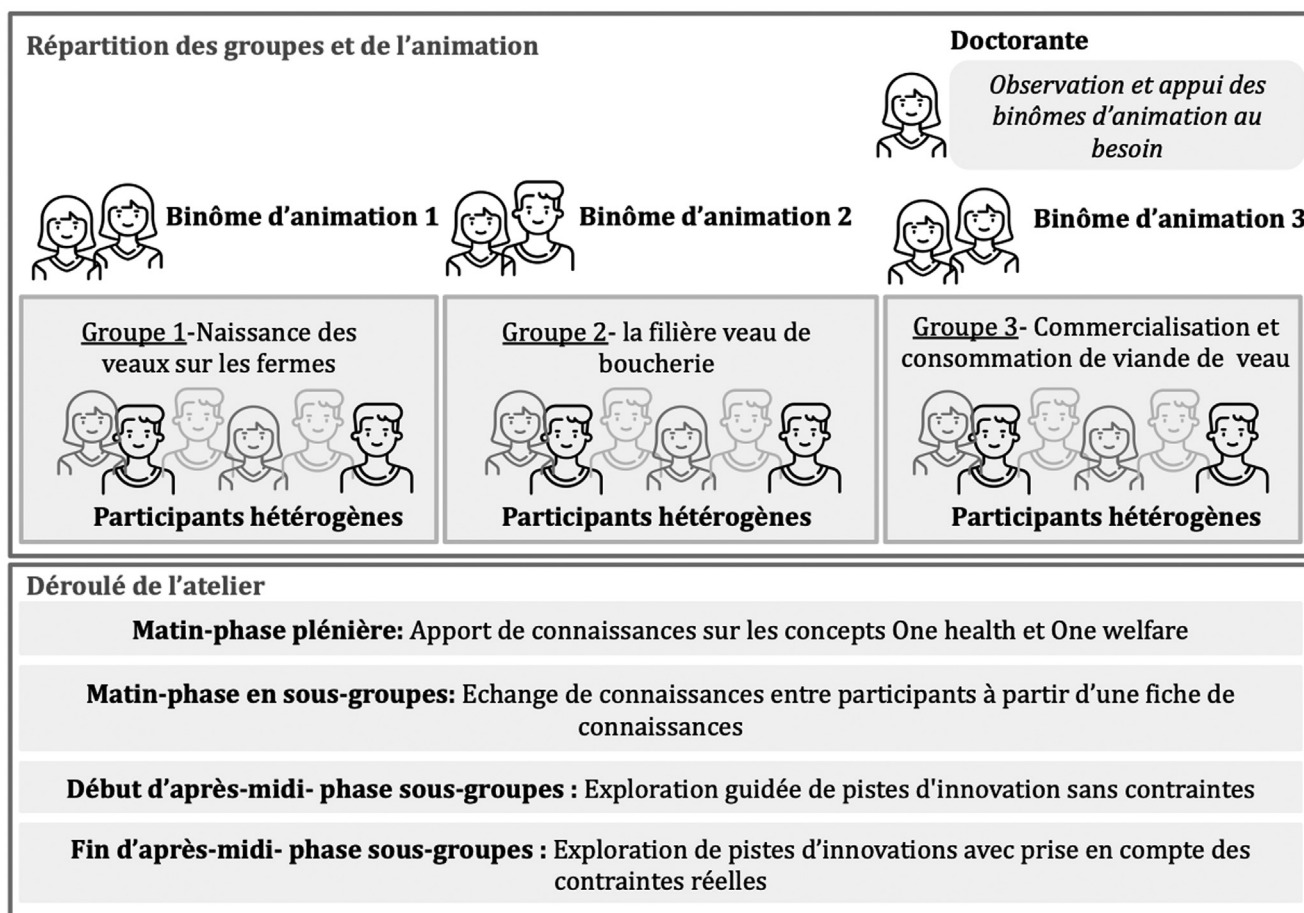 Répartition des groupes et de l'animation
Doctorante
Observation et appui des
binômes d'animation au
besoin
Binôme d'animation 1
Binôme d'animation 2
Binôme d'animation 3
Groupe 1-Naissance des
veaux sur les fermes
Participants hétérogènes
Groupe 2- la filière veau de
boucherie
Participants hétérogènes
Groupe 3- Commercialisation et
consommation de viande de veau
Participants hétérogènes
Déroulé de l'atelier
Matin-phase plénière: Apport de connaissances sur les concepts One health et One welfare
Matin-phase en sous-groupes: Echange de connaissances entre participants à partir d'une fiche de
connaissances
Début d'après-midi- phase sous-groupes : Exploration guidée de pistes d'innovation sans contraintes
Fin d'après-midi- phase sous-groupes : Exploration de pistes d'innovations avec prise en compte des
contraintes réelles